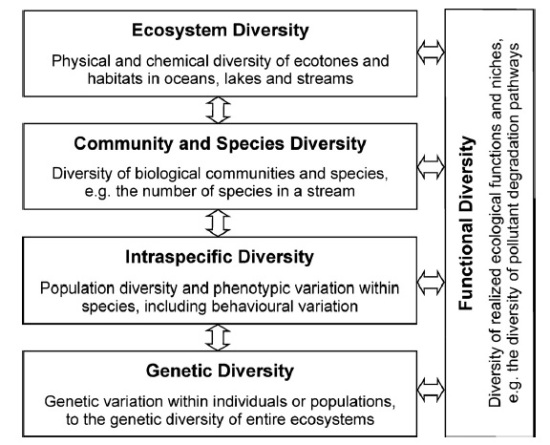 Ecosystem Diversity
Physical and chemical diversity of ecotones and
habitats in oceans, lakes and streams
Community and Species Diversity
Diversity of biological communities and species,
e.g. the number of species in a stream
Intraspecific Diversity
Population diversity and phenotypic variation within
species, including behavioural variation
Genetic Diversity
Genetic variation within individuals or populations,
to the genetic diversity of entire ecosystems
Functional Diversity
Diversity of realized ecological functions and niches,
e.g. the diversity of pollutant degradation pathways